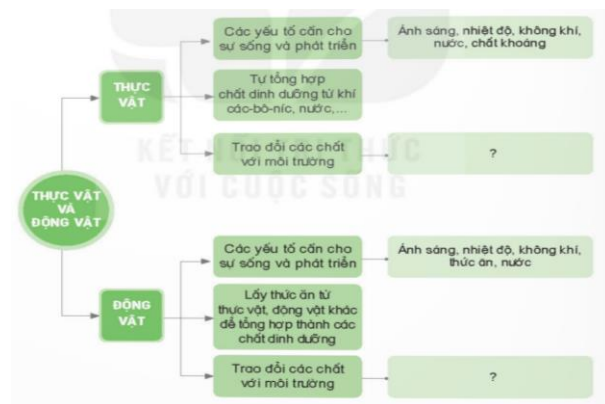 Các yếu tố cần cho
sự sống và phát triển
Ánh sáng, nhiệt độ, không khí,
nước, chất khoáng
THỰC
VẬT
Tự tổng hợp
chất dinh dưỡng từ khí
các-bô-níc, nước,...
Trao đổi các chất
với môi trường
?
KẾT NỐI TRI THỨC
VỚI CUỘC SỐNG
THỰC VẬT
VÀ
ĐỘNG VẬT
Các yếu tố cần cho
sự sống và phát triển
Ánh sáng, nhiệt độ, không khí,
thức ăn, nước
ĐỘNG
VẬT
Lấy thức ăn từ
thực vật, động vật khác
để tổng hợp thành các
chất dinh dưỡng
Trao đổi các chất
với môi trường
?